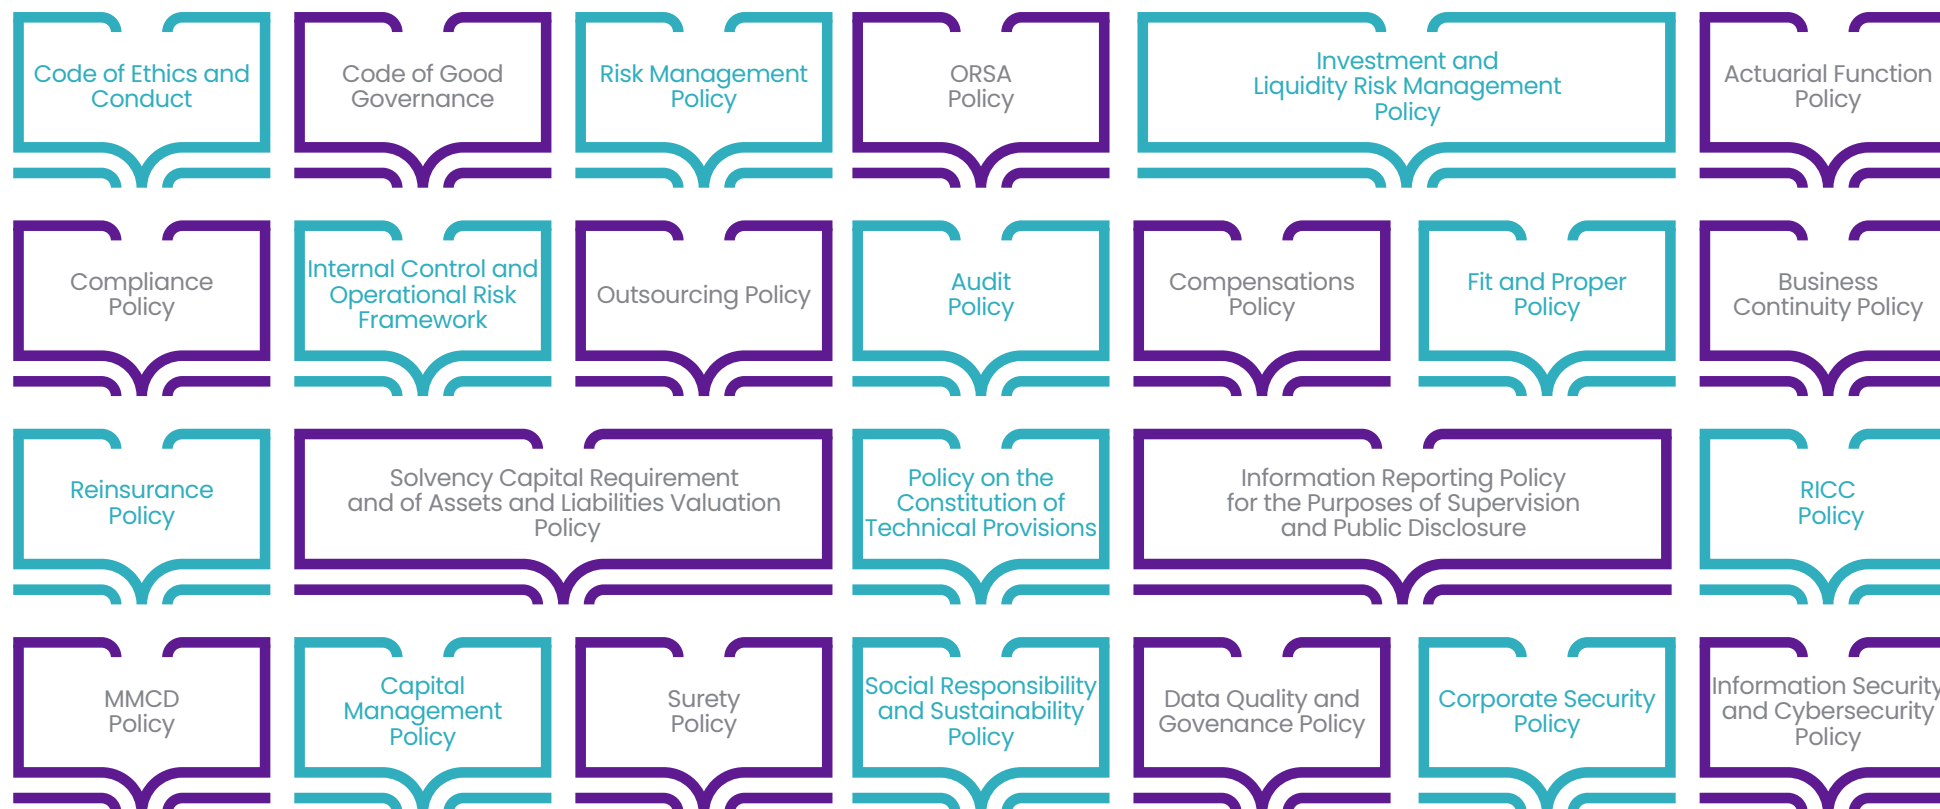 Code of Ethics and
Conduct
Code of Good
Governance
Risk Management
Policy
ORSA
Policy
Investment and
Liquidity Risk Management
Policy
Actuarial Function
Policy
Compliance
Policy
Internal Control and
Operational Risk
Framework
Outsourcing Policy
Audit
Policy
Compensations
Policy
Fit and Proper
Policy
Business
Continuity Policy
Reinsurance
Policy
Solvency Capital Requirement
and of Assets and Liabilities Valuation
Policy
Policy on the
Constitution of
Technical Provisions
Information Reporting Policy
for the Purposes of Supervision
and Public Disclosure
RICC
Policy
MMCD
Policy
Capital
Management
Policy
Surety
Policy
Social Responsibility
and Sustainability
Policy
Data Quality and
Govenance Policy
Corporate Security
Policy
Information Security
and Cybersecurity
Policy